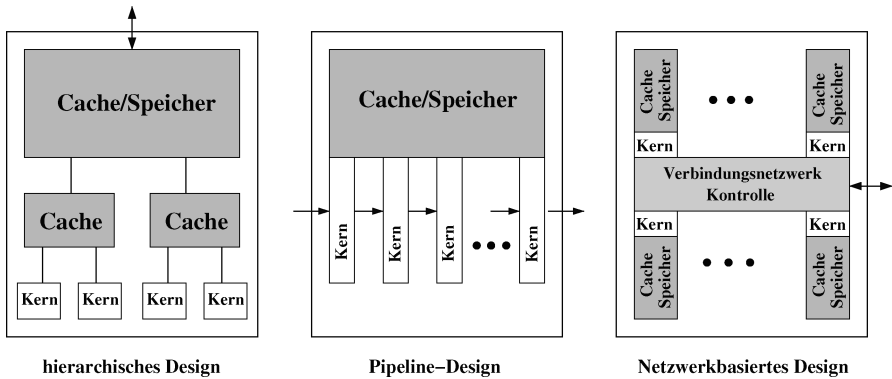 Cache/Speicher
Cache
Cache
Kern
Kern
Kern
Kern
hierarchisches Design
Cache/Speicher
Kern
Kern
Kern
Kern
Pipeline-Design
Cache
Speicher
Cache
Speicher
Kern
Kern
Verbindungsnetzwerk
Kontrolle
Kern
Kern
Cache
Speicher
Cache
Speicher
Netzwerkbasiertes Design